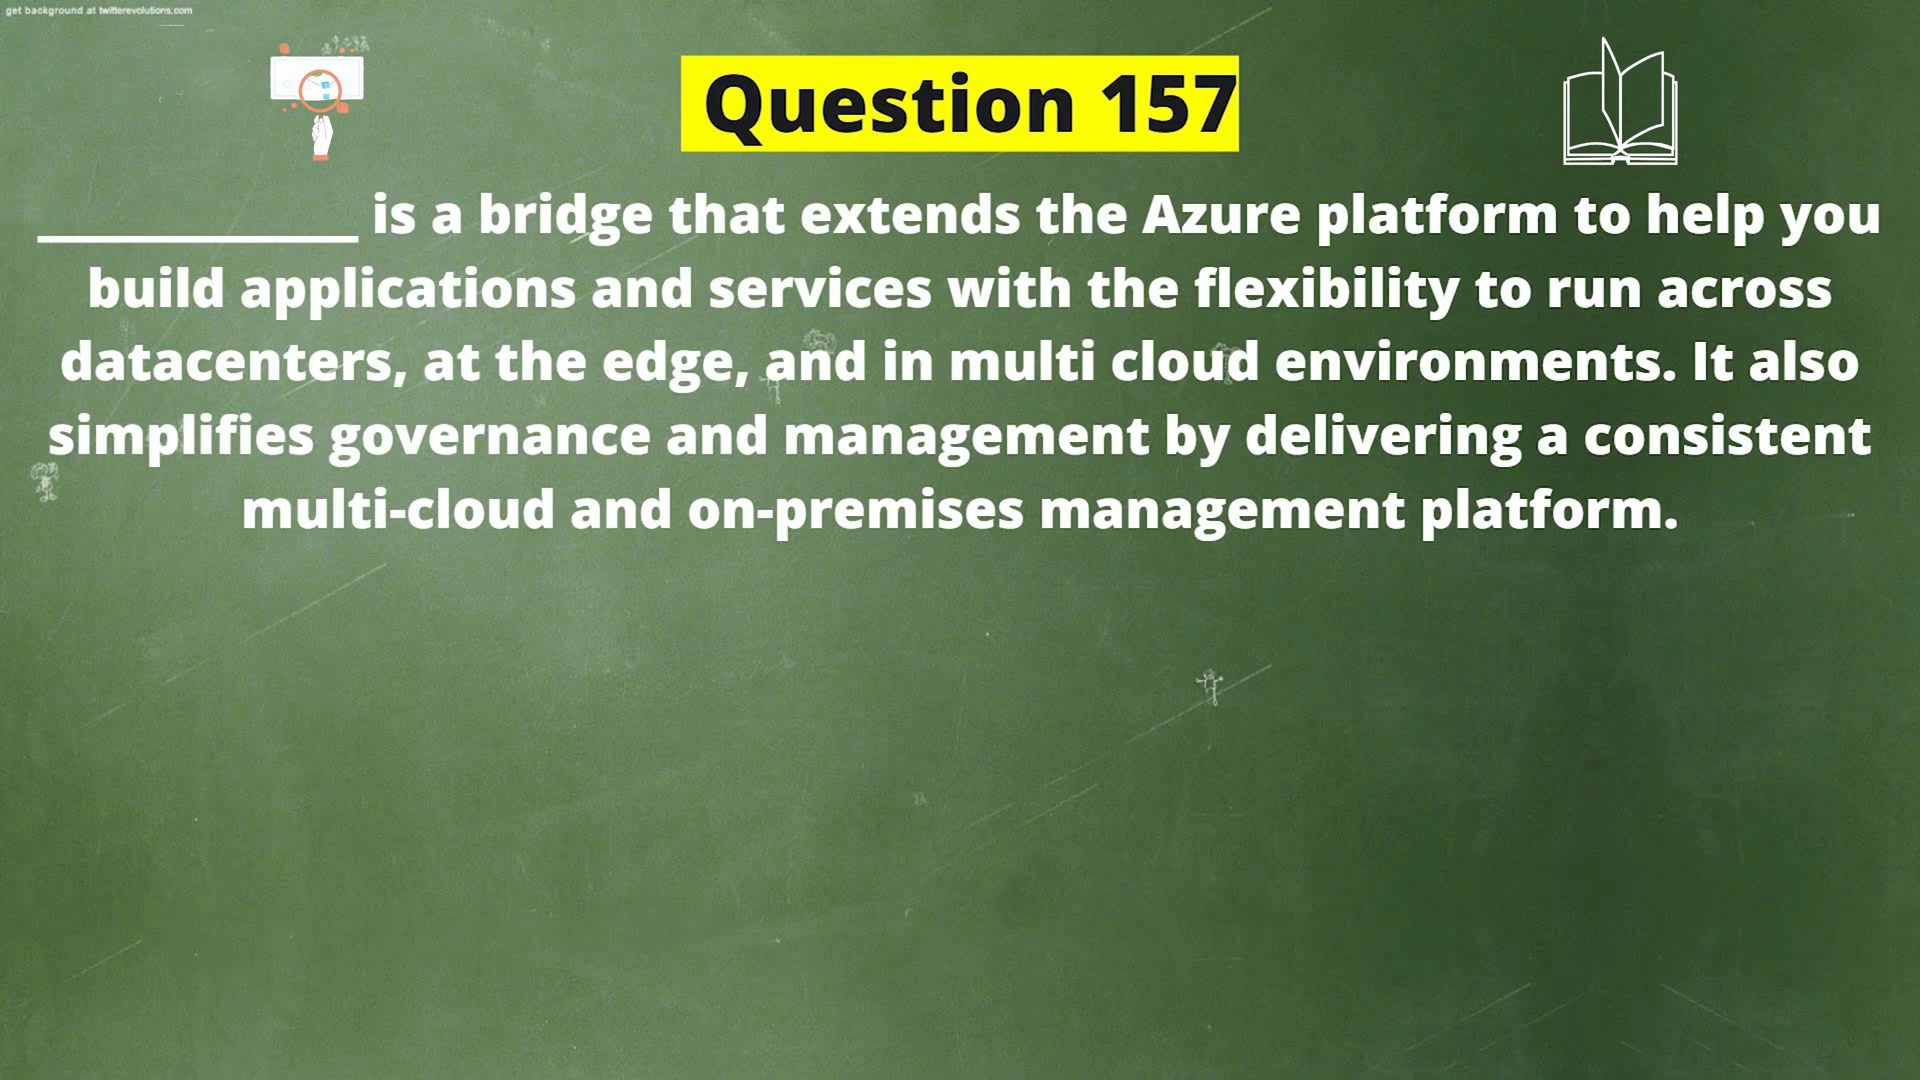 get background at twitterevolutions.com
Question 157
____________ is a bridge that extends the Azure platform to help you
build applications and services with the flexibility to run across
datacenters, at the edge, and in multi cloud environments. It also
simplifies governance and management by delivering a consistent
multi-cloud and on-premises management platform.